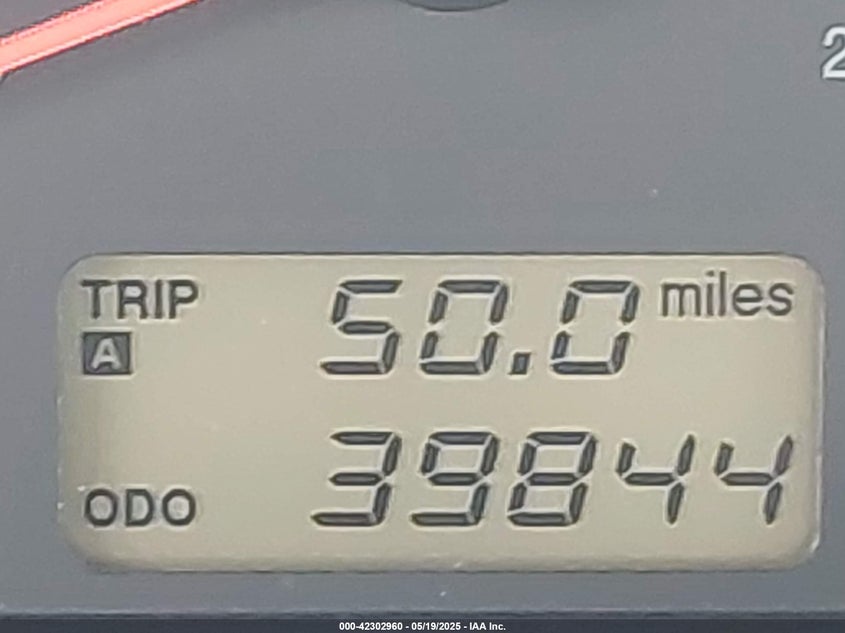 2
TRIP 50.0 miles
A
ODO 39844
000-42302960 - 05/19/2025 - IAA Inc.